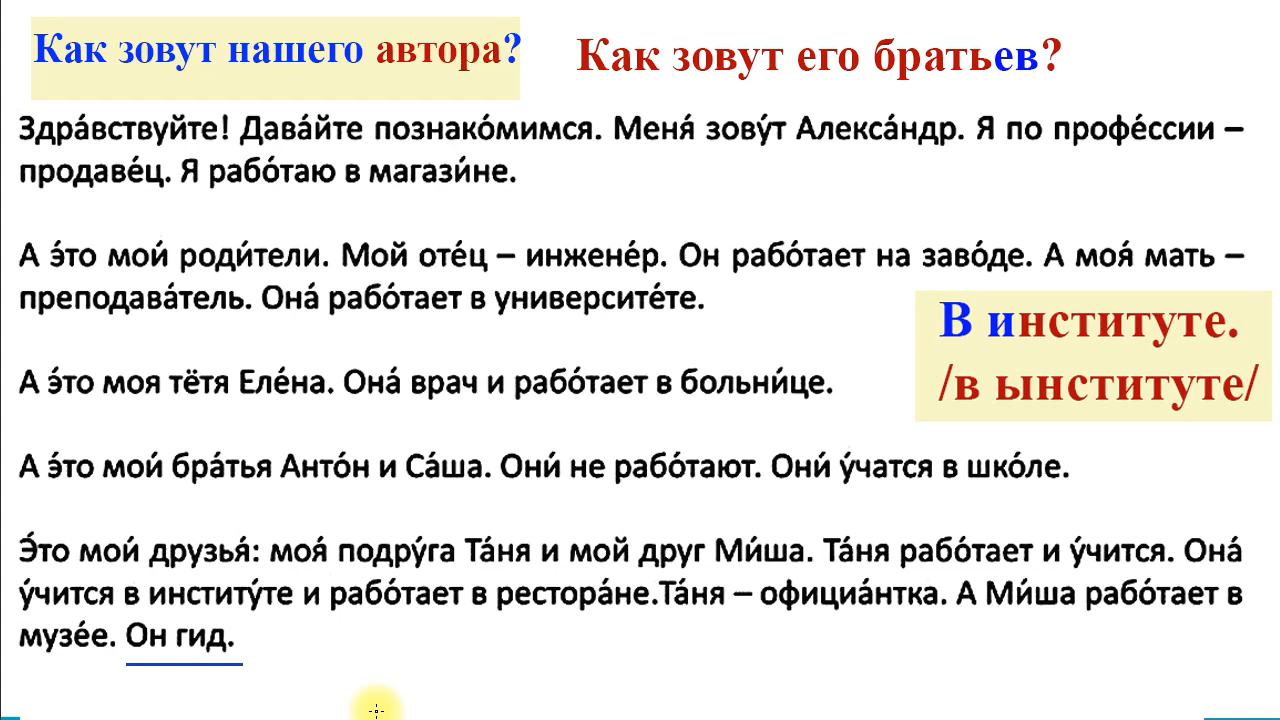 Как зовут нашего автора?
Как зовут его братьев?
Здра́вствуйте! Дава́йте познако́мимся. Меня́ зову́т Алекса́ндр. Я по профе́ссии –
продаве́ц. Я рабо́таю в магази́не.
А э́то мои́ роди́тели. Мой оте́ц – инжене́р. Он рабо́тает на заво́де. А моя́ мать –
преподава́тель. Она́ рабо́тает в университе́те.
В институте.
/в ынституте/
А э́то моя тётя Еле́на. Она́ врач и рабо́тает в больни́це.
А э́то мои́ бра́тья Анто́н и Са́ша. Они́ не рабо́тают. Они́ у́чатся в шко́ле.
Э́то мои́ друзья́: моя́ подру́га Та́ня и мой друг Ми́ша. Та́ня рабо́тает и у́чится. Она́
у́чится в институ́те и рабо́тает в рестора́не.Та́ня – официа́нтка. А Ми́ша рабо́тает в
музе́е. Он гид.